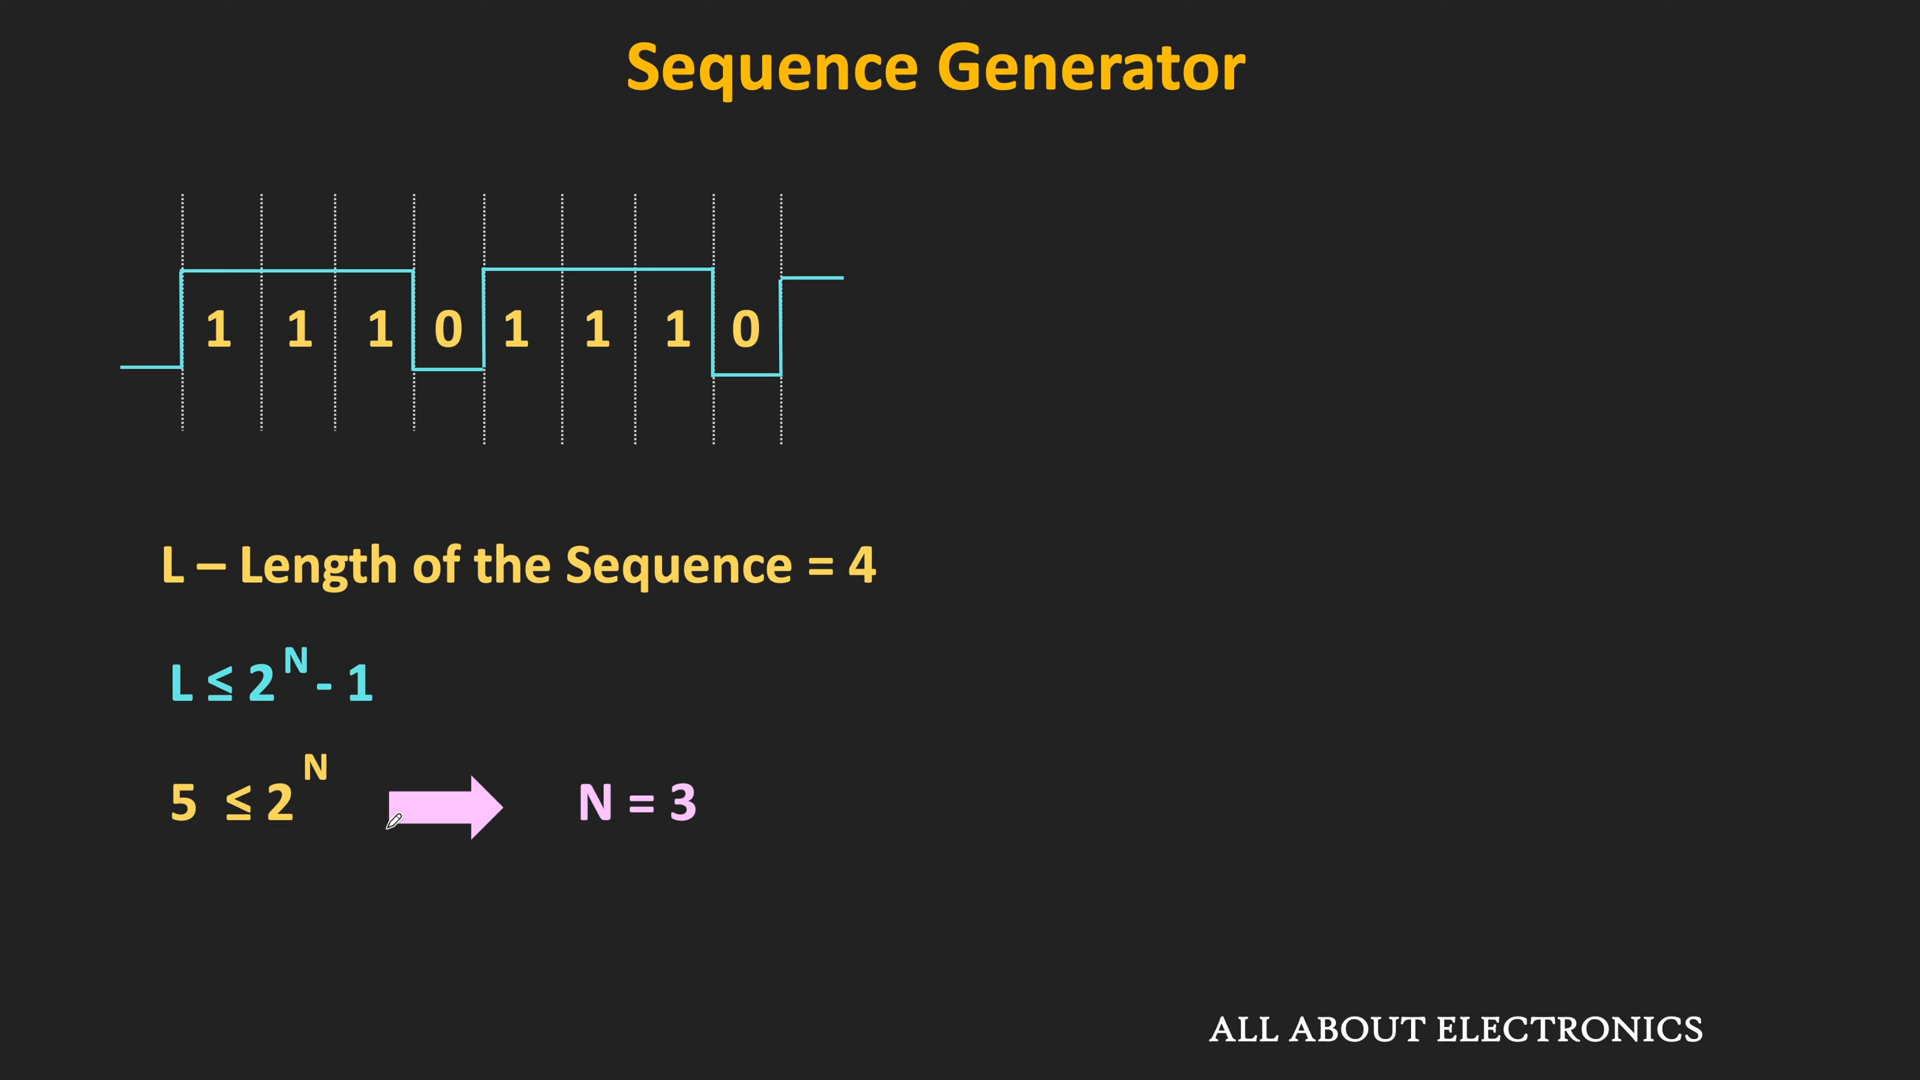 Sequence Generator
1 1 1 0 1 1 1 0
L – Length of the Sequence = 4
L ≤ 2^N - 1
5 ≤ 2^N N = 3
ALL ABOUT ELECTRONICS